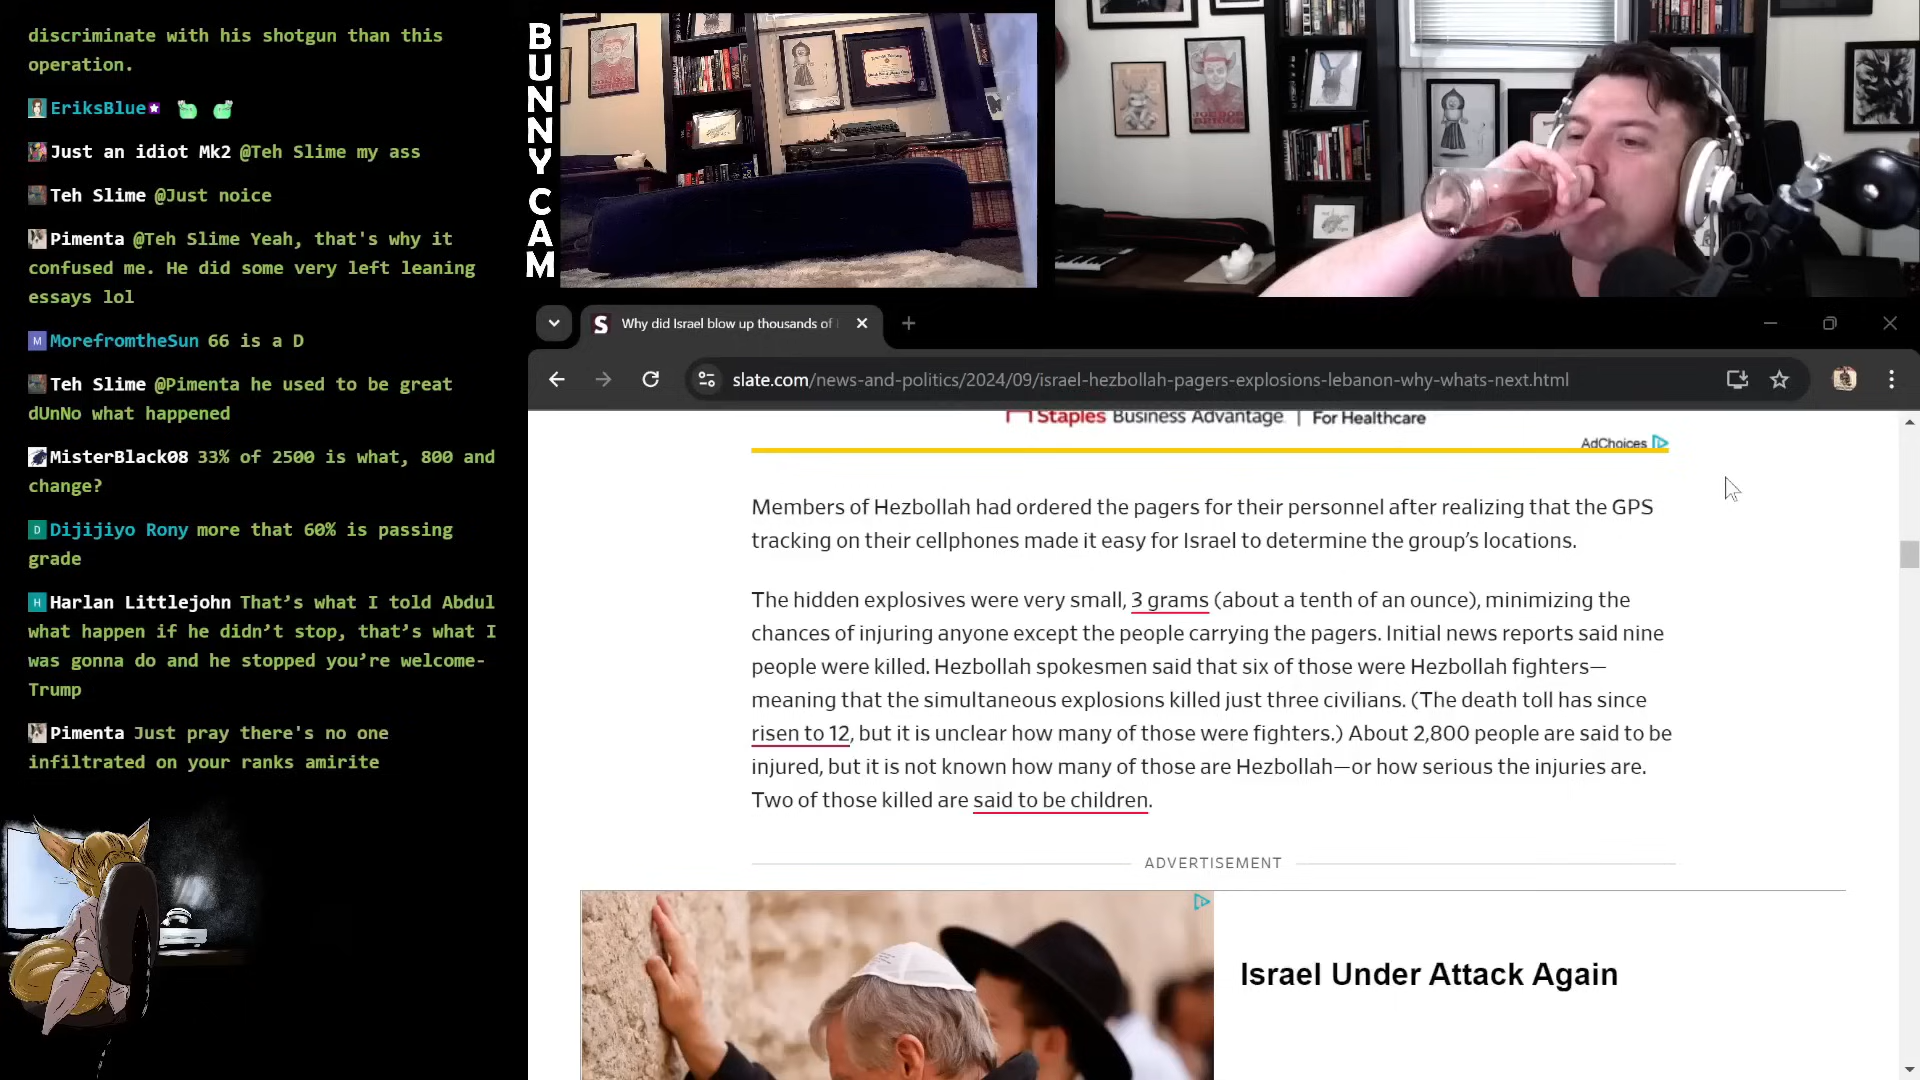 discriminate with his shotgun than this
operation.
EriksBlue
Just an idiot Mk2 @Teh Slime my ass
Teh Slime @Just noice
Pimenta @Teh Slime Yeah, that's why it
confused me. He did some very left leaning
essays lol
MorefromtheSun 66 is a D
Teh Slime @Pimenta he used to be great
dUnNo what happened
MisterBlack08 33% of 2500 is what, 800 and
change?
Dijijiyo Rony more that 60% is passing
grade
Harlan Littlejohn That's what I told Abdul
what happen if he didn't stop, that's what I
was gonna do and he stopped you're welcome-
Trump
Pimenta Just pray there's no one
infiltrated on your ranks amirite
BUNNY CAM
Why did Israel blow up thousands of
slate.com/news-and-politics/2024/09/israel-hezbollah-pagers-explosions-lebanon-why-whats-next.html
Staples Business Advantage | For Healthcare
AdChoices
Members of Hezbollah had ordered the pagers for their personnel after realizing that the GPS
tracking on their cellphones made it easy for Israel to determine the group's locations.
The hidden explosives were very small, 3 grams (about a tenth of an ounce), minimizing the
chances of injuring anyone except the people carrying the pagers. Initial news reports said nine
people were killed. Hezbollah spokesmen said that six of those were Hezbollah fighters—
meaning that the simultaneous explosions killed just three civilians. (The death toll has since
risen to 12, but it is unclear how many of those were fighters.) About 2,800 people are said to be
injured, but it is not known how many of those are Hezbollah—or how serious the injuries are.
Two of those killed are said to be children.
ADVERTISEMENT
Israel Under Attack Again